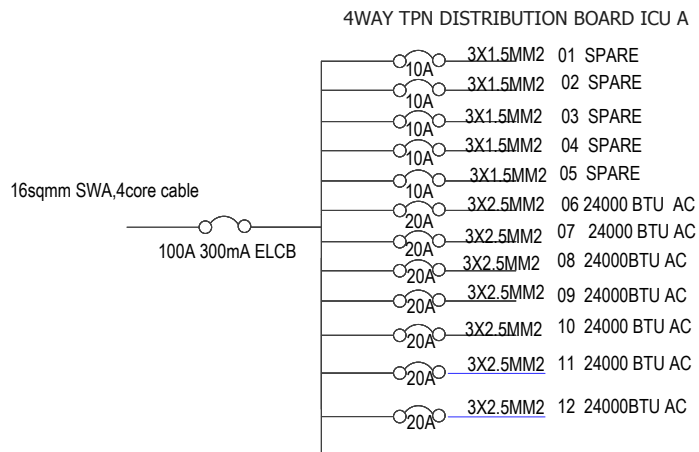 4WAY TPN DISTRIBUTION BOARD ICU A
10A 3X1.5MM2 01 SPARE
10A 3X1.5MM2 02 SPARE
10A 3X1.5MM2 03 SPARE
10A 3X1.5MM2 04 SPARE
10A 3X1.5MM2 05 SPARE
16sqmm SWA,4core cable
100A 300mA ELCB
20A 3X2.5MM2 06 24000 BTU AC
20A 3X2.5MM2 07 24000 BTU AC
20A 3X2.5MM2 08 24000BTU AC
20A 3X2.5MM2 09 24000BTU AC
20A 3X2.5MM2 10 24000 BTU AC
20A 3X2.5MM2 11 24000 BTU AC
20A 3X2.5MM2 12 24000BTU AC